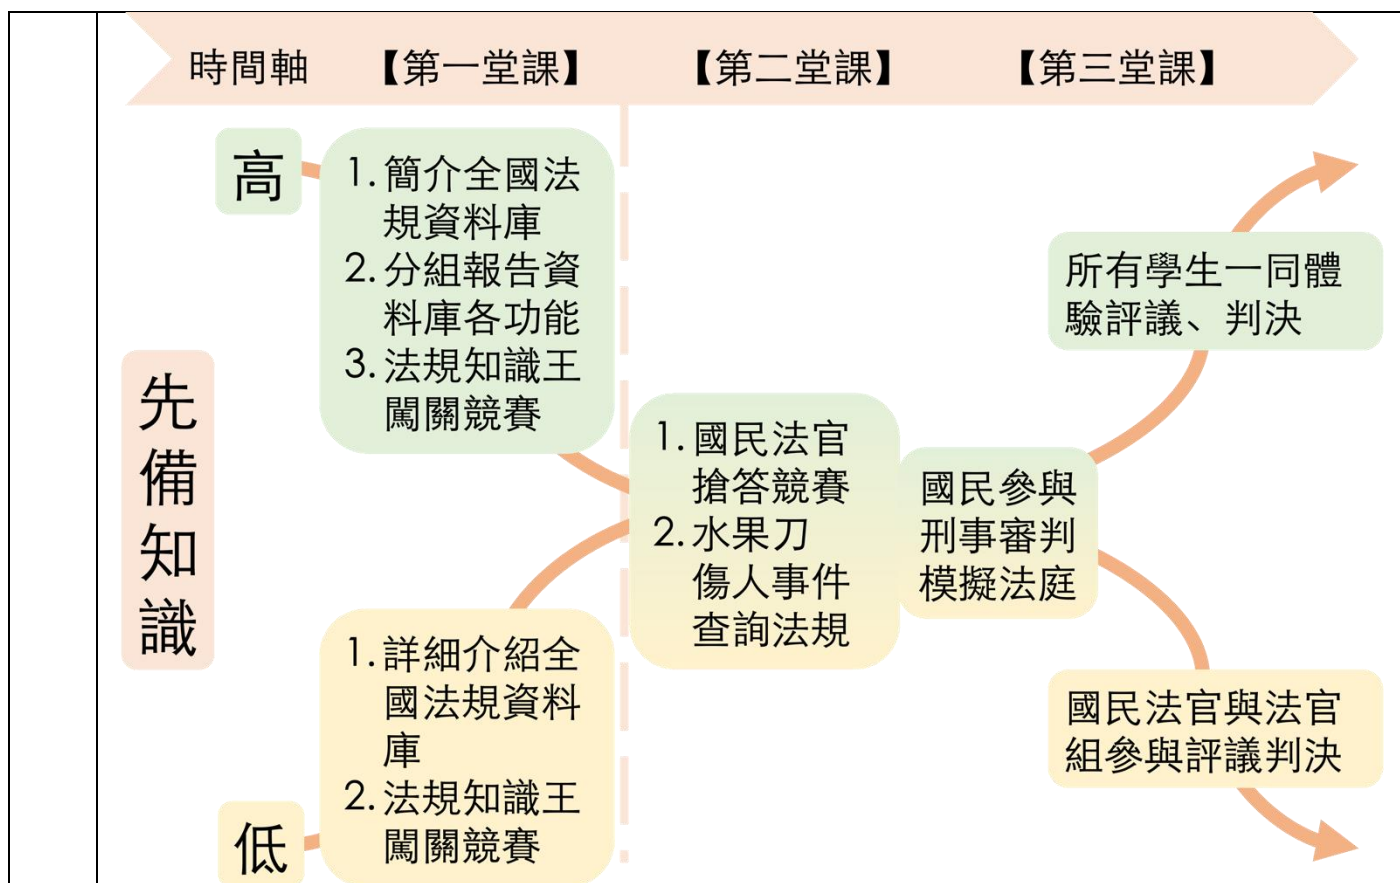 時間軸 【第一堂課】 【第二堂課】 【第三堂課】
高
1. 簡介全國法
規資料庫
2. 分組報告資
料庫各功能
3. 法規知識王
闖關競賽
先
備
知
識
低
1. 詳細介紹全
國法規資料
庫
2. 法規知識王
闖關競賽
1. 國民法官
搶答競賽
2. 水果刀
傷人事件
查詢法規
國民參與
刑事審判
模擬法庭
所有學生一同體
驗評議、判決
國民法官與法官
組參與評議判決